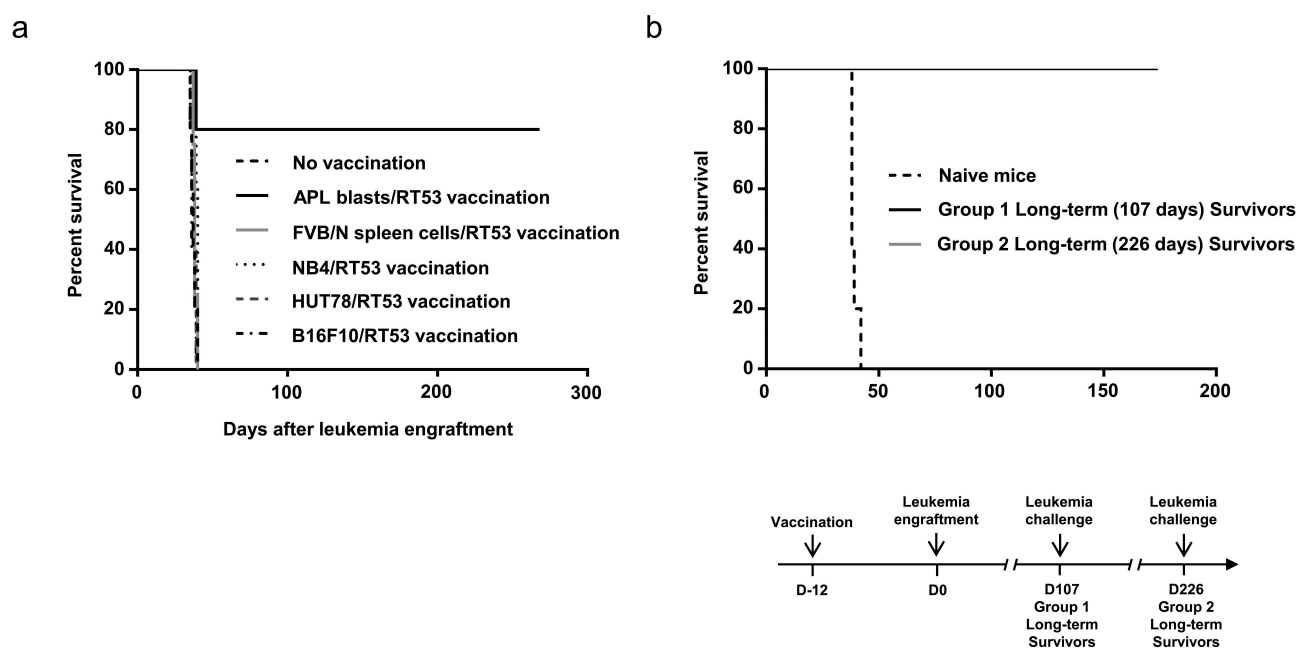 a
100
80
60
40
20
0
Percent survival
No vaccination
APL blasts/RT53 vaccination
FVB/N spleen cells/RT53 vaccination
NB4/RT53 vaccination
HUT78/RT53 vaccination
B16F10/RT53 vaccination
0 100 200 300
Days after leukemia engraftment
b
100
80
60
40
20
0
Percent survival
Naive mice
Group 1 Long-term (107 days) Survivors
Group 2 Long-term (226 days) Survivors
0 50 100 150 200
Vaccination
Leukemia
engraftment
Leukemia
challenge
Leukemia
challenge
D-12
D0
D107
Group 1
Long-term
Survivors
D226
Group 2
Long-term
Survivors